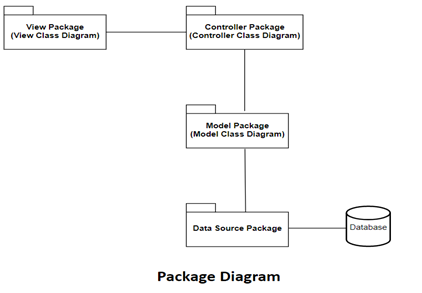 View Package
(View Class Diagram)
Controller Package
(Controller Class Diagram)
Model Package
(Model Class Diagram)
Data Source Package
Database
Package Diagram